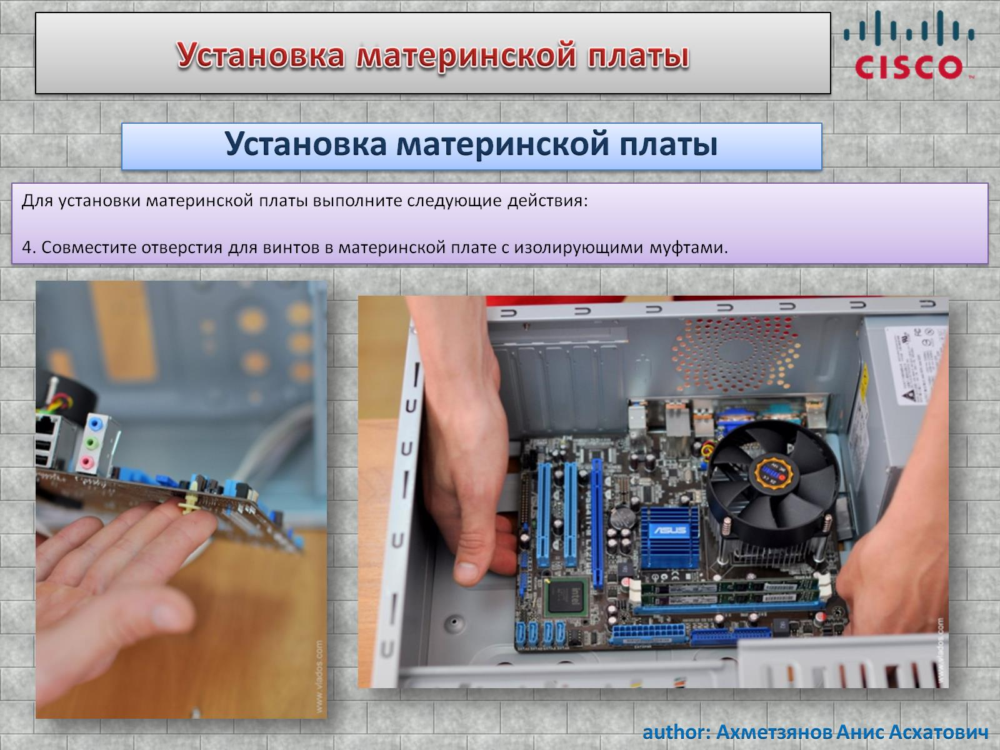 Установка материнской платы
CISCO
Установка материнской платы
Для установки материнской платы выполните следующие действия:
4. Совместите отверстия для винтов в материнской плате с изолирующими муфтами.
ASUS
intel
www.vlados.com
www.vlados.com
author: Ахметзянов Анис Асхатович